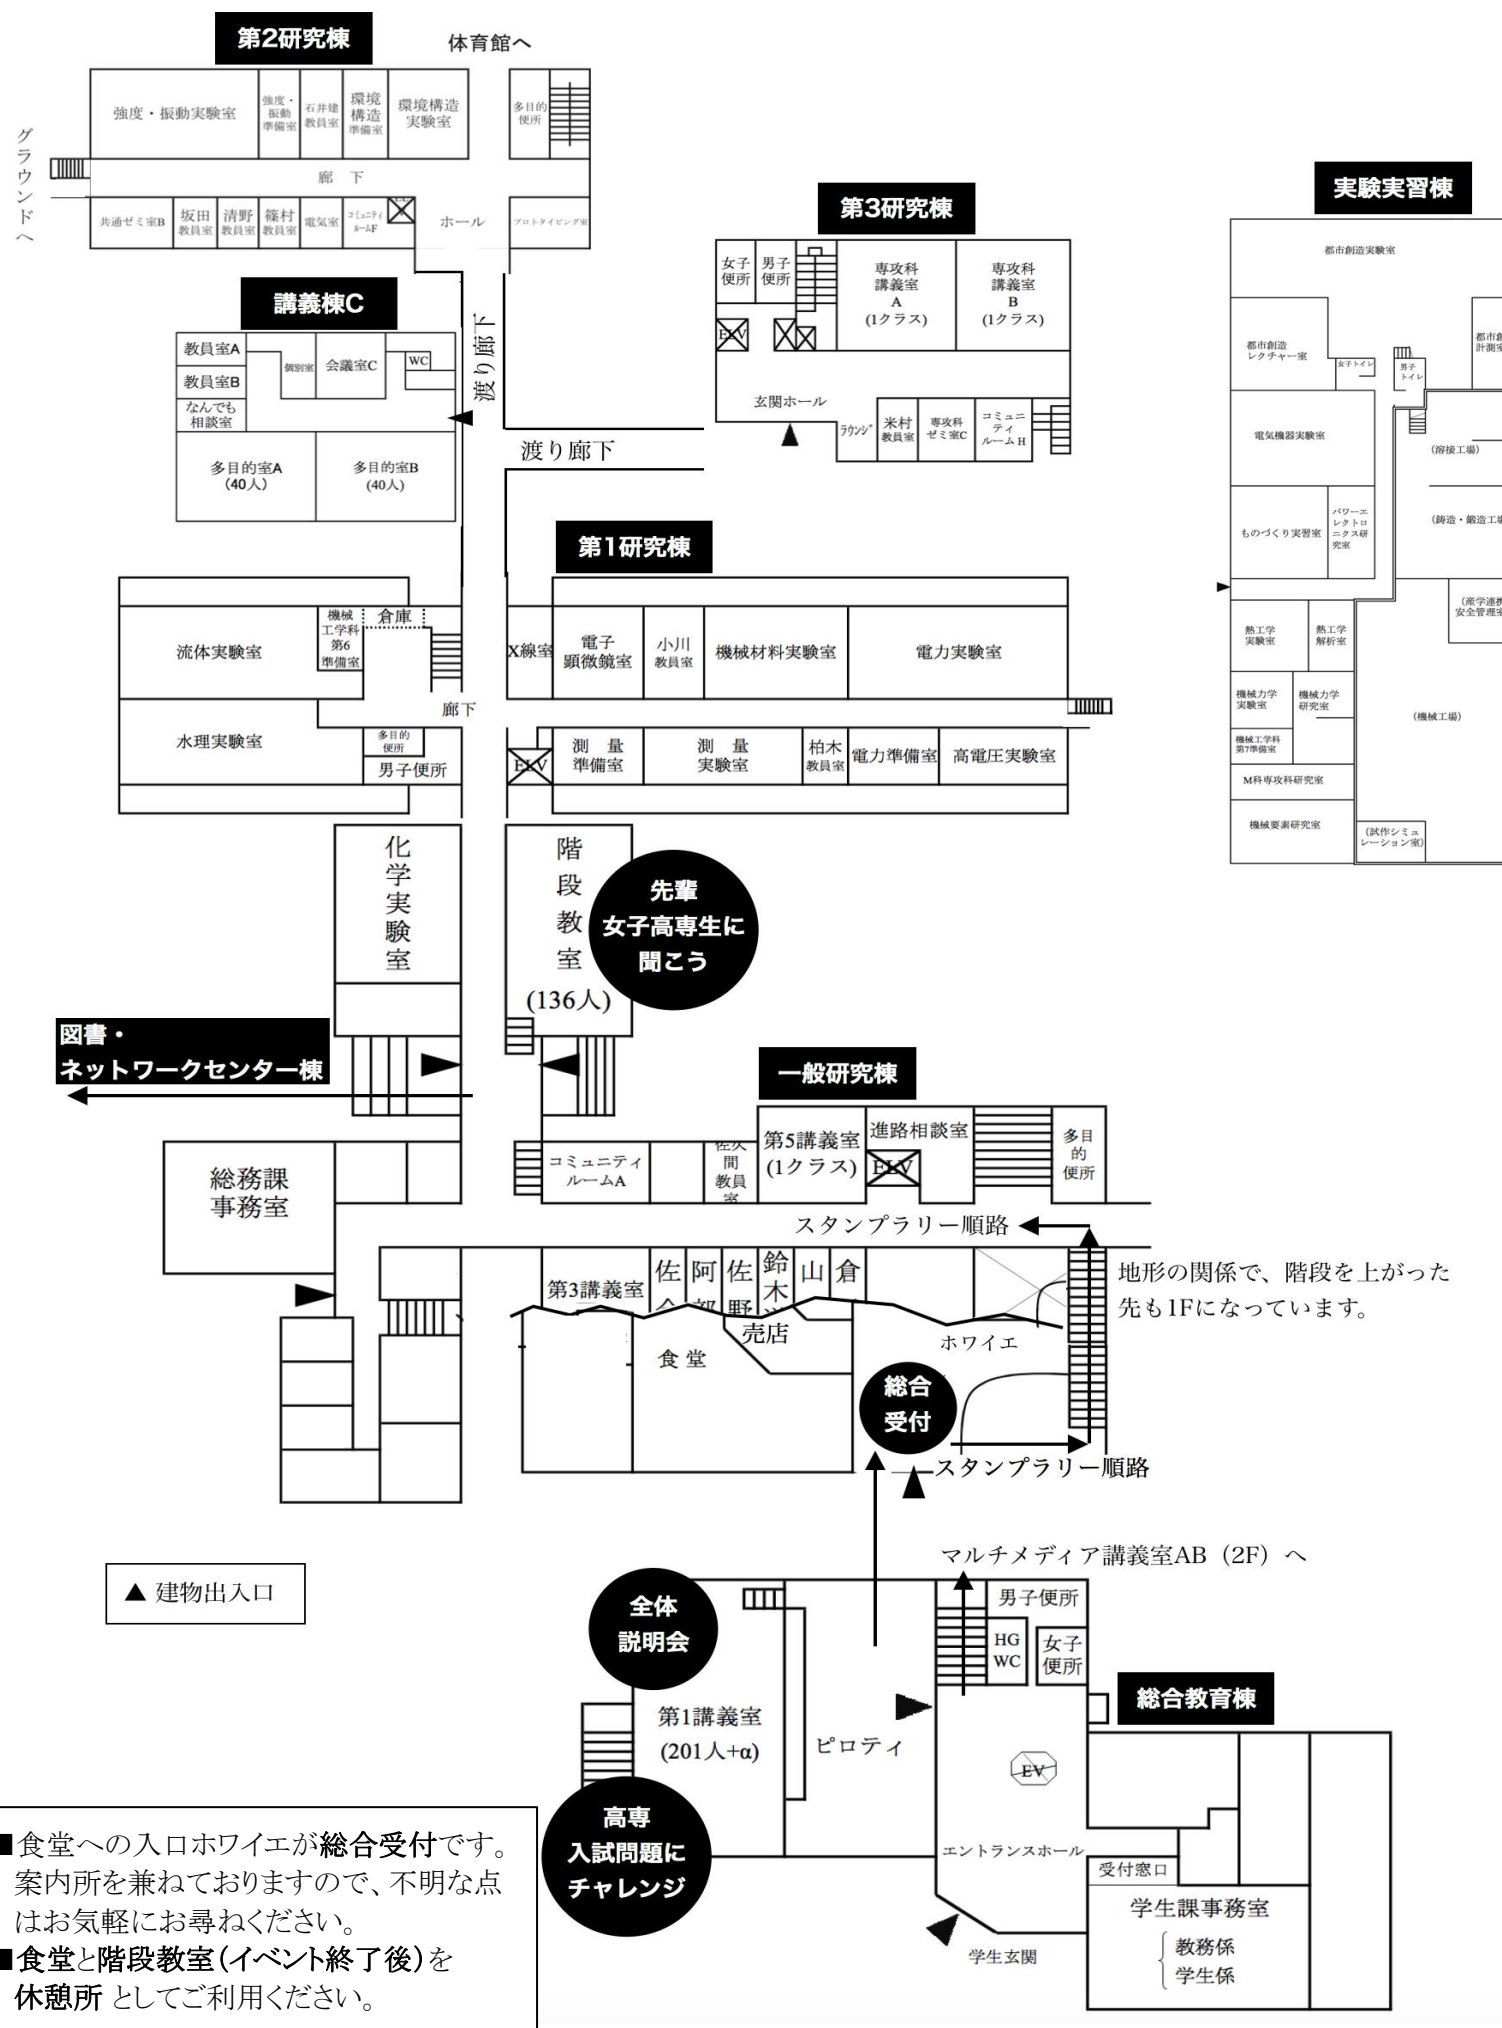 第2研究棟
体育館へ
強度・振動実験室
強度・
振動
準備室
石井建
教員室
環境
構造
準備室
環境構造
実験室
多目的
便所
グラウンドへ
廊 下
共通ゼミ室B
坂田
教員室
清野
教員室
篠村
教員室
電気室
コミュニティ
ルームF
ホール
プロトタイピング室
第3研究棟
女子
便所
男子
便所
専攻科
講義室
A
(1クラス)
専攻科
講義室
B
(1クラス)
ELV
玄関ホール
ラウンジ
米村
教員室
専攻科
ゼミ室C
コミュニ
ティ
ルームH
実験実習棟
都市創造実験室
都市創造
レクチャー室
女子トイレ
男子
トイレ
電気機器実験室
(溶接工場)
ものづくり実習室
パワーエ
レクトロ
ニクス研
究室
熱工学
実験室
熱工学
解析室
機械力学
実験室
機械力学
研究室
(機械工場)
機械工学科
第7準備室
M科専攻科研究室
機械要素研究室
(試作シミュ
レーション室)
講義棟C
教員室A
個別室
会議室C
WC
教員室B
なんでも
相談室
多目的室A
(40人)
多目的室B
(40人)
渡り廊下
渡り廊下
第1研究棟
流体実験室
機械
工学科
第6
準備室
倉庫
X線室
電子
顕微鏡室
小川
教員室
機械材料実験室
電力実験室
廊下
水理実験室
多目的
便所
男子便所
ELV
測 量
準備室
測 量
実験室
柏木
教員室
電力準備室
高電圧実験室
化学実験室
階段教室
(136人)
先輩
女子高専生に
聞こう
図書・
ネットワークセンター棟
一般研究棟
総務課
事務室
コミュニティ
ルームA
佐久
間
教員
室
第5講義室
(1クラス)
進路相談室
ELV
多目
的
便所
スタンプラリー順路
地形の関係で、階段を上がった
先も1Fになっています。
第3講義室
佐
阿
佐野
鈴木
山
倉
売店
食 堂
ホワイエ
総合
受付
スタンプラリー順路
マルチメディア講義室AB（2F）へ
▲ 建物出入口
全体
説明会
男子便所
HG
WC
女子
便所
総合教育棟
第1講義室
(201人+α)
ピロティ
EV
高専
入試問題に
チャレンジ
エントランスホール
受付窓口
学生課事務室
教務係
学生係
学生玄関
■食堂への入口ホワイエが総合受付です。
案内所を兼ねておりますので、不明な点
はお気軽にお尋ねください。
■食堂と階段教室（イベント終了後）を
休憩所 としてご利用ください。